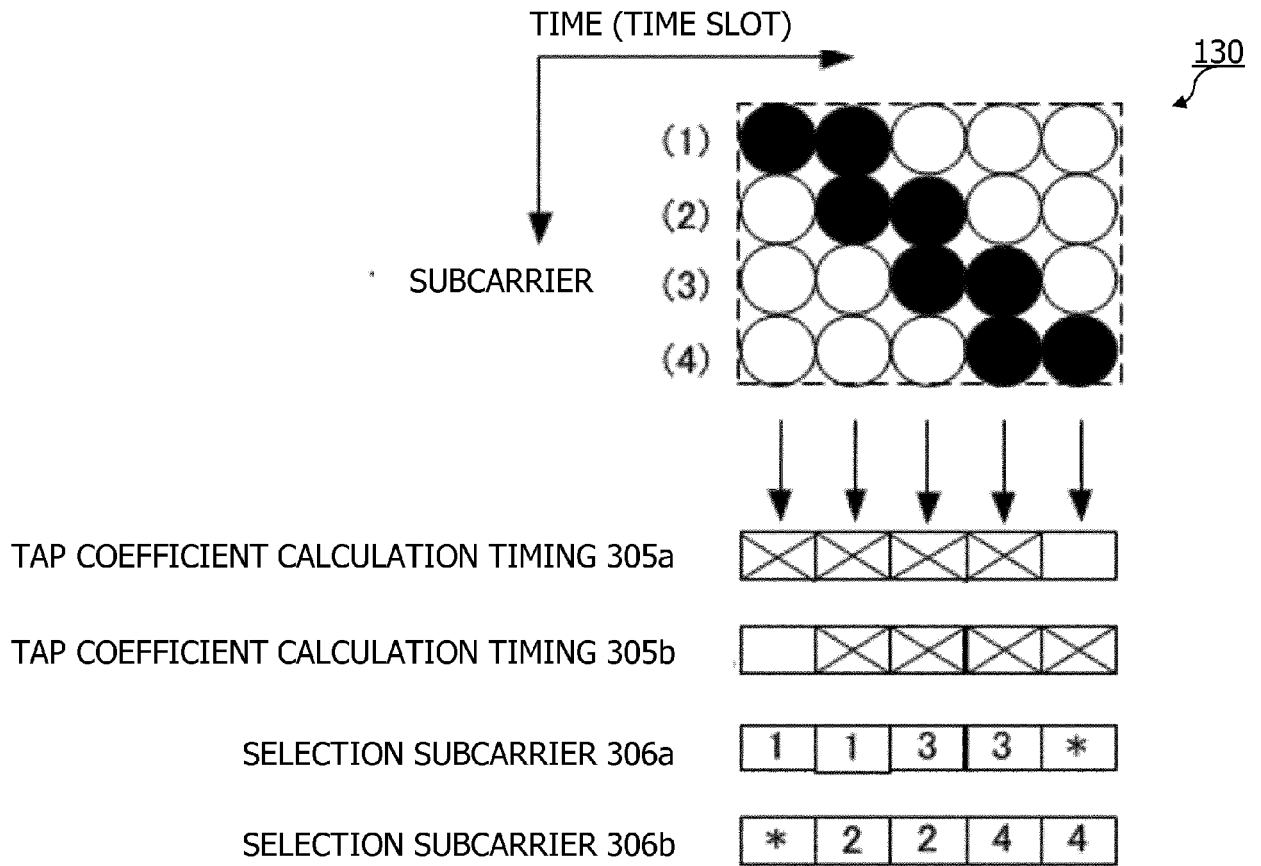 TIME (TIME SLOT)
130
(1)
(2)
SUBCARRIER (3)
(4)
TAP COEFFICIENT CALCULATION TIMING 305a
TAP COEFFICIENT CALCULATION TIMING 305b
SELECTION SUBCARRIER 306a 1 1 3 3 *
SELECTION SUBCARRIER 306b * 2 2 4 4